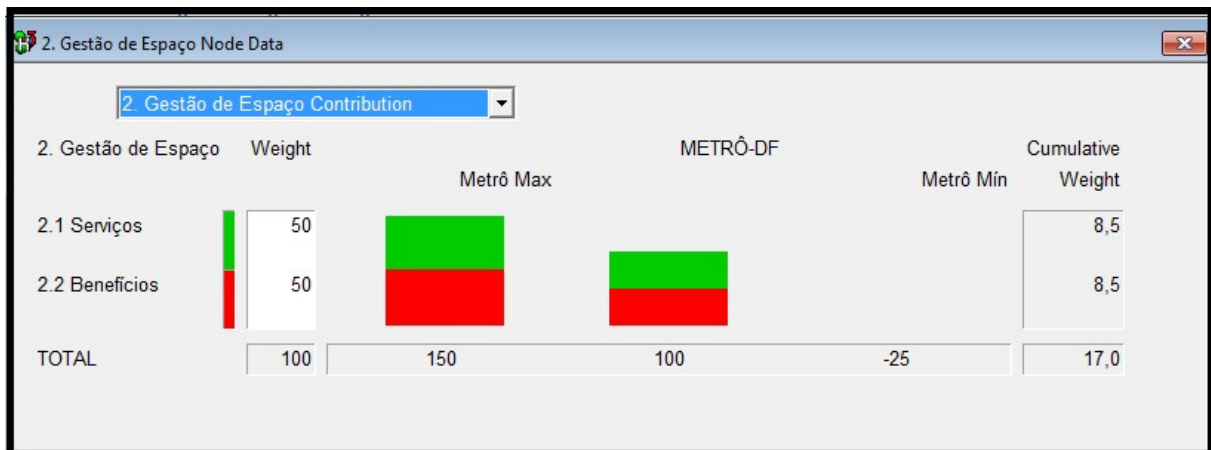 2. Gestão de Espaço Node Data
2. Gestão de Espaço Contribution
2. Gestão de Espaço Weight METRÔ-DF Cumulative
Metrô Max Metrô Mín Weight
2.1 Serviços 50 8,5
2.2 Benefícios 50 8,5
TOTAL 100 150 100 -25 17,0